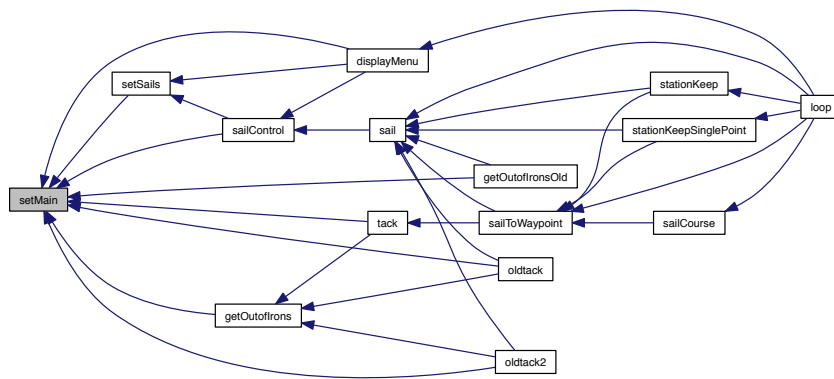 displayMenu
setSails
stationKeep
loop
sailControl
sail
stationKeepSinglePoint
getOutofIronsOld
setMain
tack
sailToWaypoint
sailCourse
oldtack
getOutofIrons
oldtack2